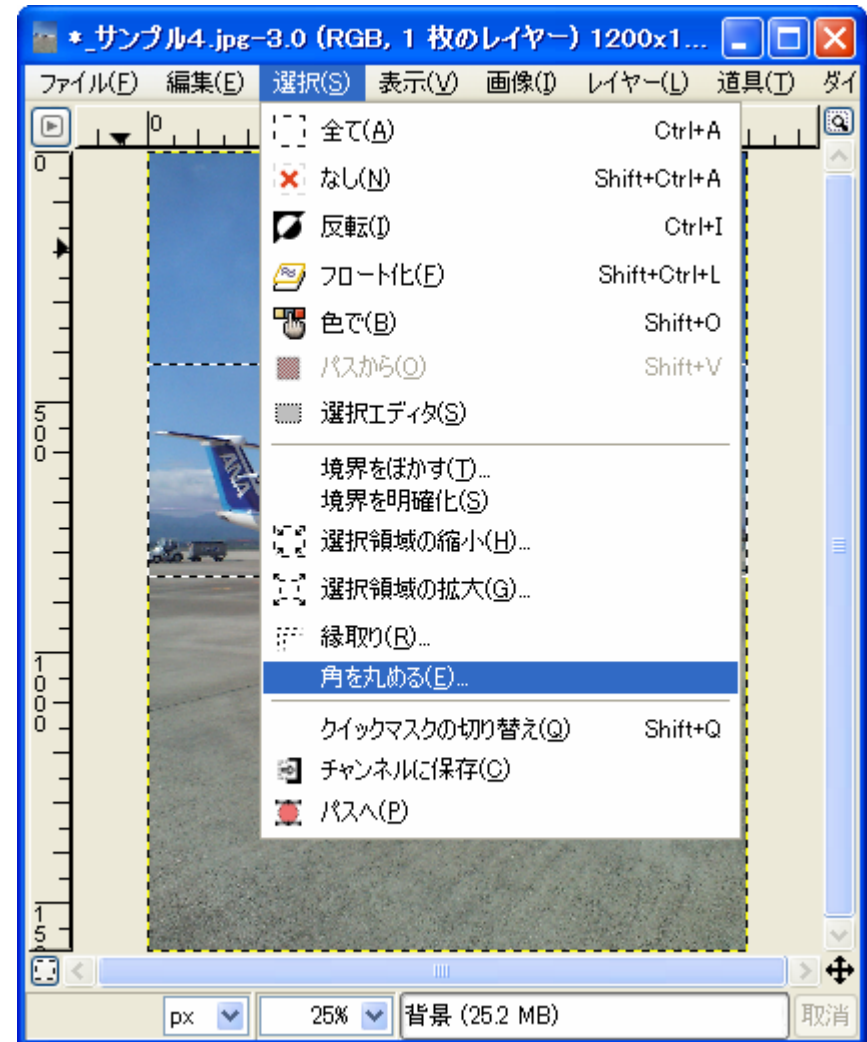 *_サンプル4.jpg-3.0 (RGB, 1 枚のレイヤー) 1200x1...
ファイル(F) 編集(E) 選択(S) 表示(V) 画像(I) レイヤー(L) 道具(T) ダイ
0
0
500
1000
15
全て(A) Ctrl+A
なし(N) Shift+Ctrl+A
反転(I) Ctrl+I
フロート化(F) Shift+Ctrl+L
色で(B) Shift+O
パスから(O) Shift+V
選択エディタ(S)
境界をぼかす(T)...
境界を明確化(S)
選択領域の縮小(H)...
選択領域の拡大(G)...
縁取り(R)...
角を丸める(E)...
クイックマスクの切り替え(Q) Shift+Q
チャンネルに保存(C)
パスへ(P)
ANA
px 25% 背景 (25.2 MB) 取消